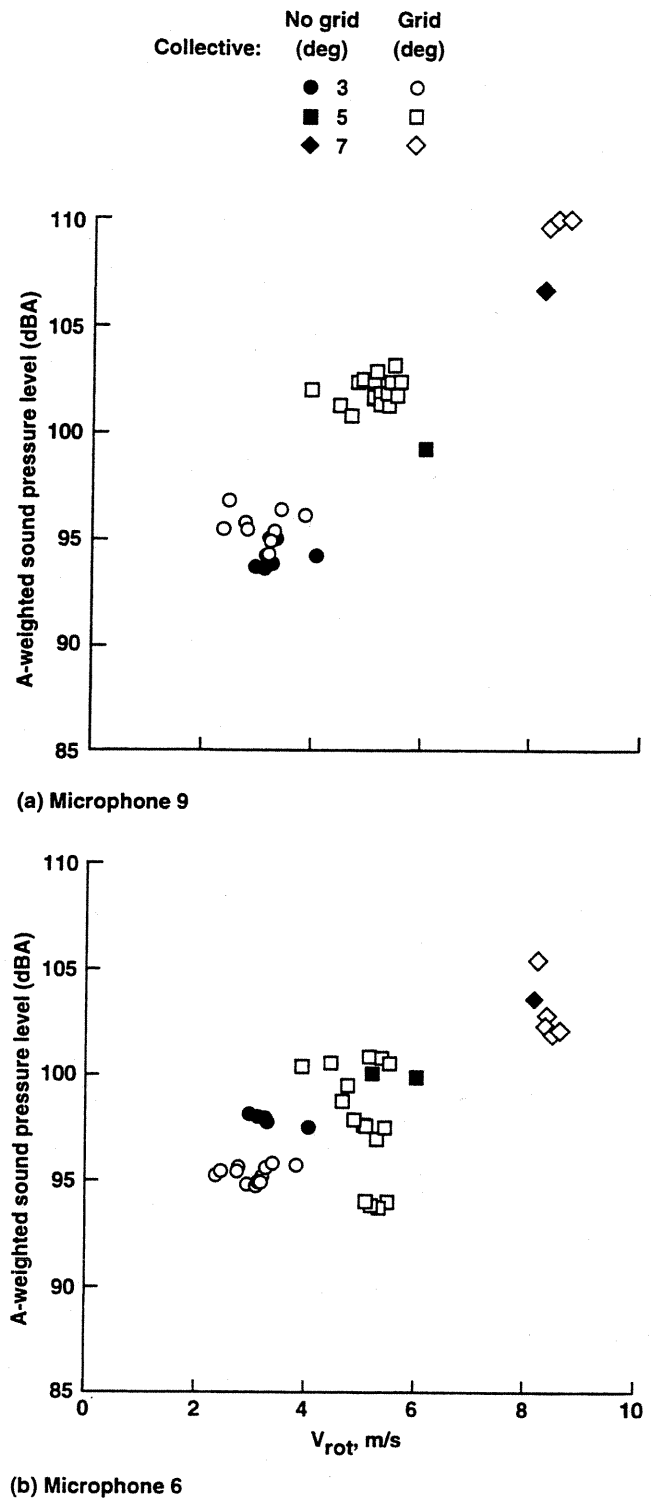 No grid Grid
Collective: (deg) (deg)
3
5
7
110
105
100
95
90
85
A-weighted sound pressure level (dBA)
(a) Microphone 9
110
105
100
95
90
85
A-weighted sound pressure level (dBA)
0 2 4 6 8 10
Vrot, m/s
(b) Microphone 6